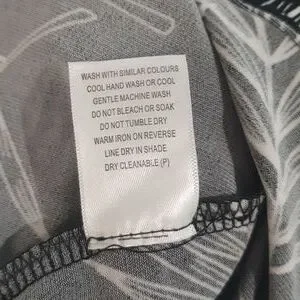 WASH WITH SIMILAR COLOURS
COOL HAND WASH OR COOL
GENTLE MACHINE WASH
DO NOT BLEACH OR SOAK
DO NOT TUMBLE DRY
WARM IRON ON REVERSE
LINE DRY IN SHADE
DRY CLEANABLE (P)